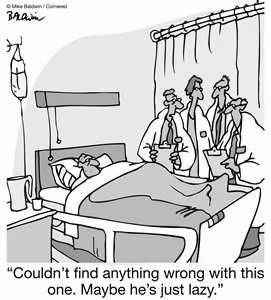 © Mike Baldwin / Cornered
BALDWIN
“Couldn’t find anything wrong with this
one. Maybe he’s just lazy.”